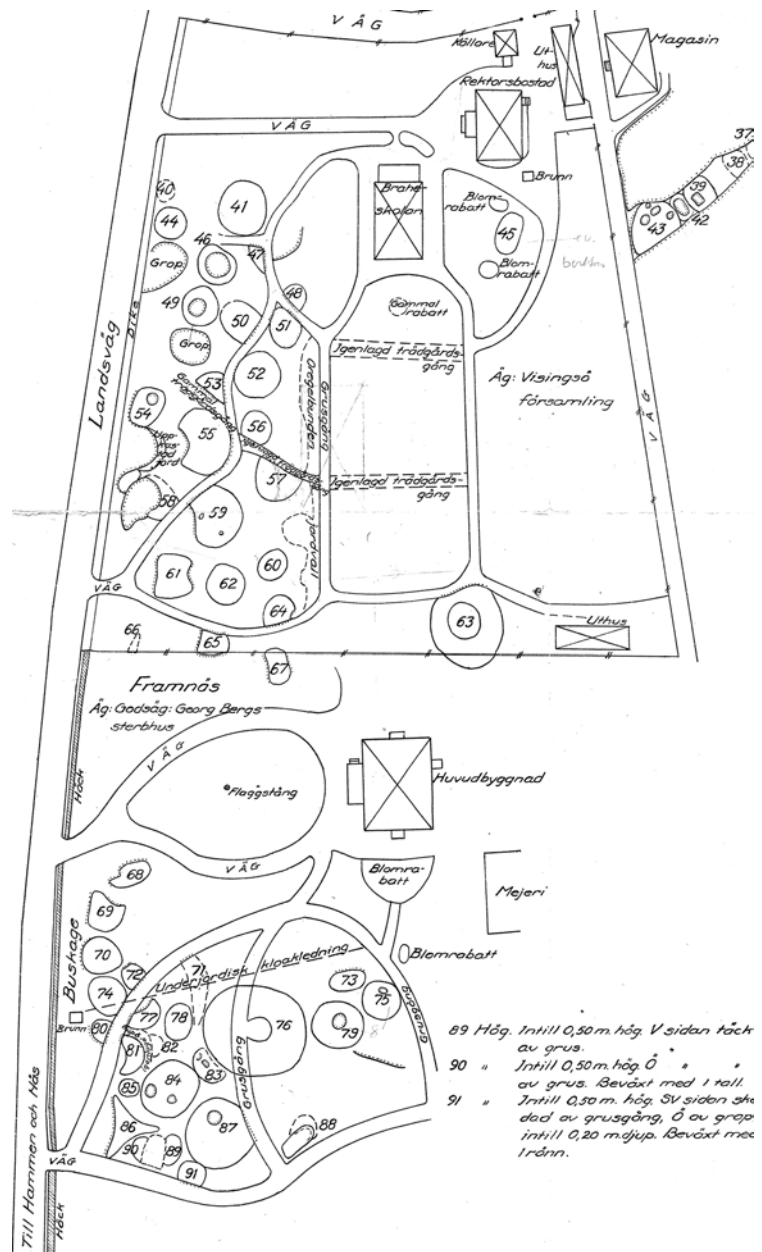 VÄG
Källare
Ut-
hus
Magasin
Rektorsbostad
VÄG
37
38
39
42
43
Brunn
40
41
44
Brahe-
skolan
Blom-
rabatt
45
Blom-
rabatt
46
47
Grop
48
49
50
51
Gammal
rabatt
Dike
Landsväg
Grop
Igenlagd trädgårds-
gång
52
53
Oregelbunden
jordvall
Grusgång
Äg: Visingsö
församling
VÄG
54
55
56
57
Igenlagd trädgårds-
gång
58
59
60
61
62
63
64
VÄG
65
66
67
Uthus
Framnäs
Äg: Godsäg: Georg Bergs
sterbhus
VÄG
Häck
Flaggstång
Huvudbyggnad
VÄG
Blomra-
batt
Mejeri
68
69
Buskage
70
71
72
Underjordisk kloakledning
Blomrabatt
73
74
75
76
77
78
79
Brunn
80
81
82
83
84
85
86
87
88
89
90
91
Grusgång
Grusgång
VÄG
Häck
Till Hamnen och Näs
89 Hög. Intill 0,50 m. hög. V sidan täck
av grus.
90 " Intill 0,50 m. hög. Ö " "
av grus. Beväxt med 1 tall.
91 " Intill 0,50 m. hög. SV sidan ska
dad av grusgång, Ö av grop
intill 0,20 m. djup. Beväxt med
1 rönn.